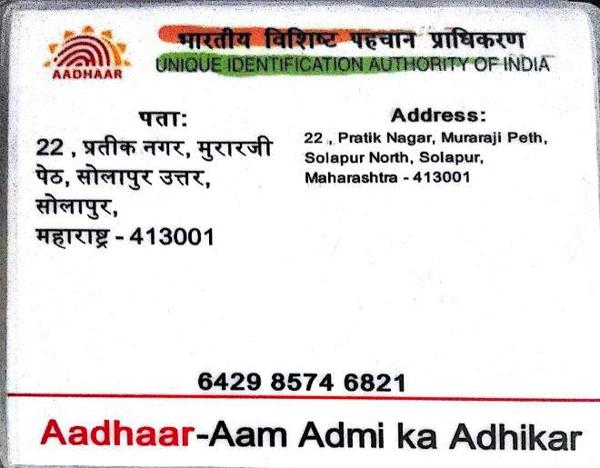 AADHAAR
भारतीय विशिष्ट पहचान प्राधिकरण
UNIQUE IDENTIFICATION AUTHORITY OF INDIA
पता:
22 , प्रतीक नगर, मुरारजी
पेठ, सोलापुर उत्तर,
सोलापुर,
महाराष्ट्र - 413001
Address:
22 , Pratik Nagar, Muraraji Peth,
Solapur North, Solapur,
Maharashtra - 413001
6429 8574 6821
Aadhaar-Aam Admi ka Adhikar